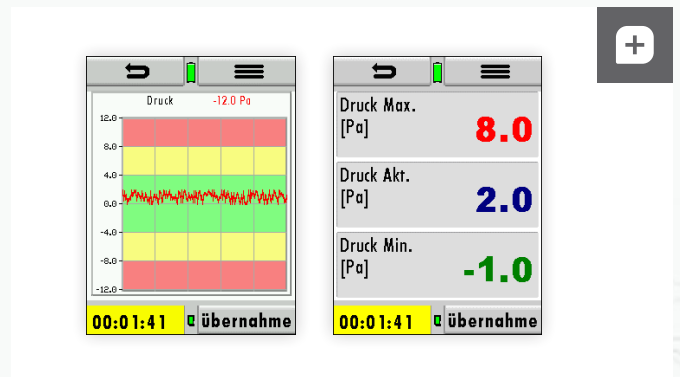 Druck -12.0 Pa
12.0
8.0
4.0
0.0
-4.0
-8.0
-12.0
00:01:41 übernahme
Druck Max.
[Pa] 8.0
Druck Akt.
[Pa] 2.0
Druck Min.
[Pa] -1.0
00:01:41 übernahme